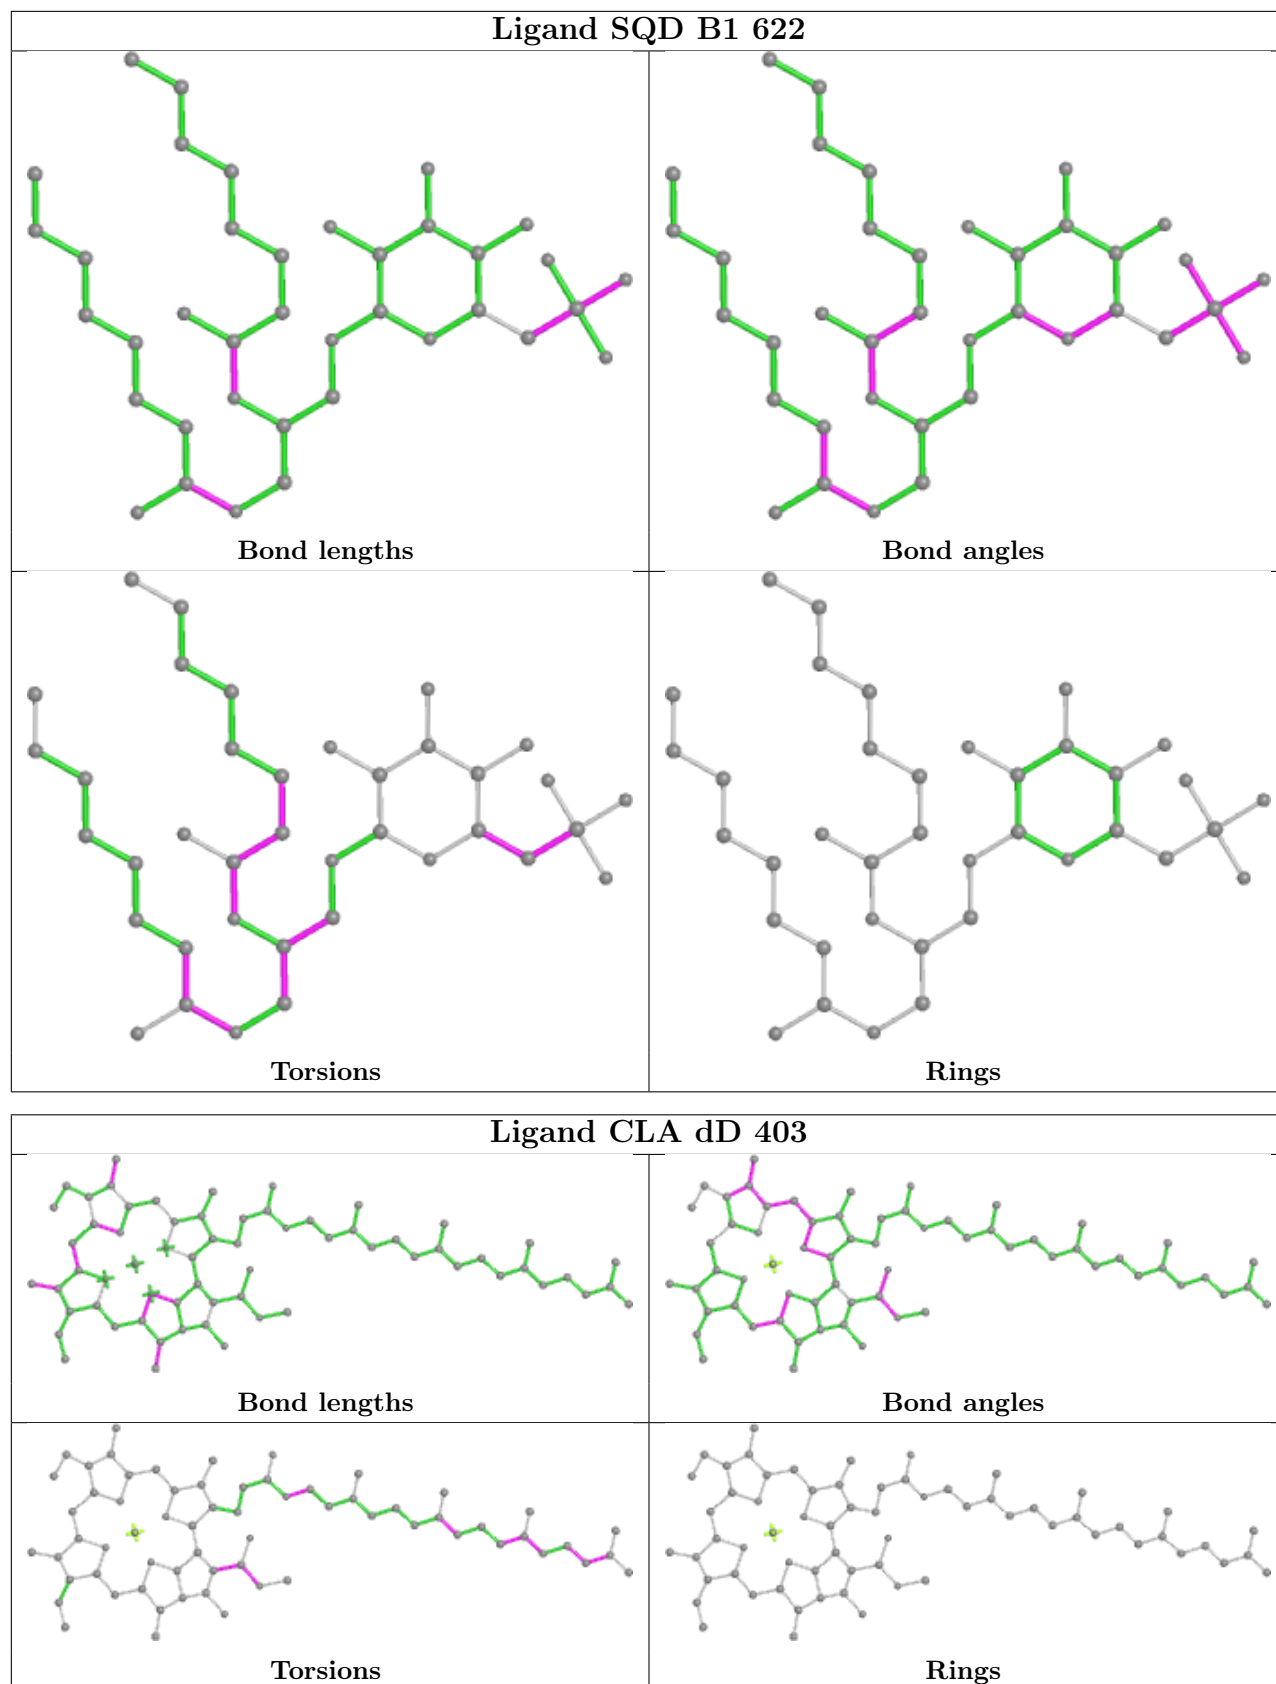 Ligand SQD B1 622
Bond lengths
Bond angles
Torsions
Rings
Ligand CLA dD 403
Bond lengths
Bond angles
Torsions
Rings